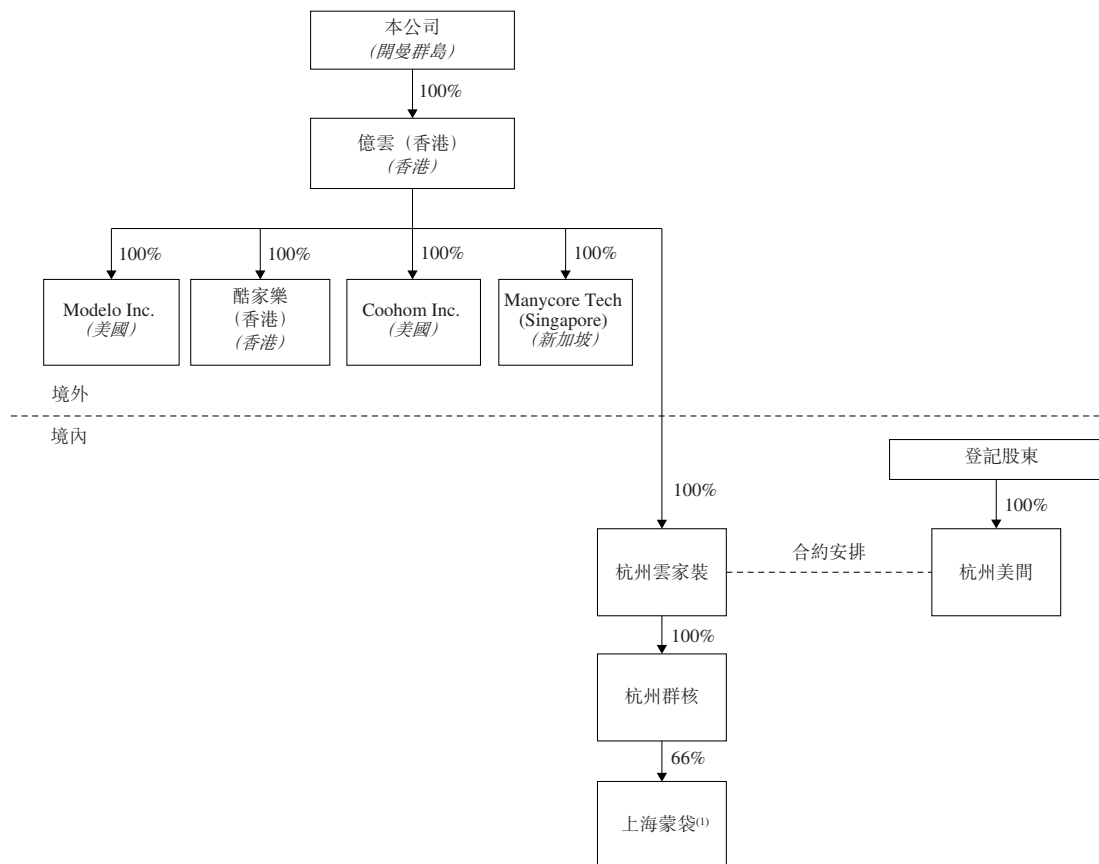 本公司
（開曼群島）
100%
億雲（香港）
（香港）
100%
100%
100%
100%
Modelo Inc.
（美國）
酷家樂
（香港）
（香港）
Coohom Inc.
（美國）
Manycore Tech
(Singapore)
（新加坡）
境外
境內
登記股東
100%
100%
合約安排
杭州雲家裝
杭州美間
100%
杭州群核
66%
上海蒙袋(1)